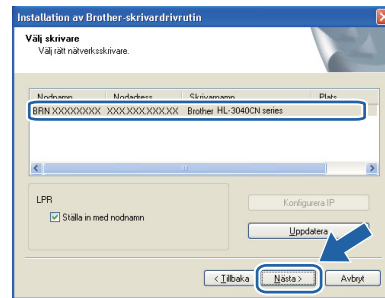 Installation av Brother-skrivardrivrutin
Välj skrivare
Välj rätt nätverksskrivare.
Nodnamn Nodadress Skrivarnamn Plats
BRN XXXXXXXXX XXX.XXX.XXX.XX Brother HL-3040CN series
LPR
Ställa in med nodnamn
Konfigurera IP
Uppdatera
< Tillbaka Nästa > Avbryt